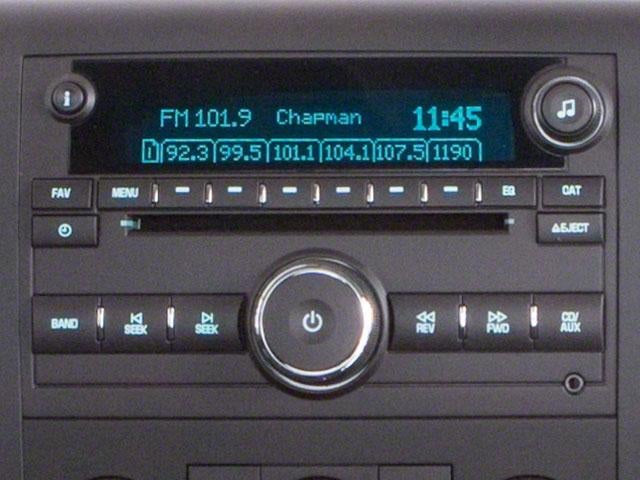 FM 101.9 Chapman 11:45
1 92.3 99.5 101.1 104.1 107.5 1190
FAV MENU EQ CAT
EJECT
BAND SEEK SEEK REV FWD CD/
AUX